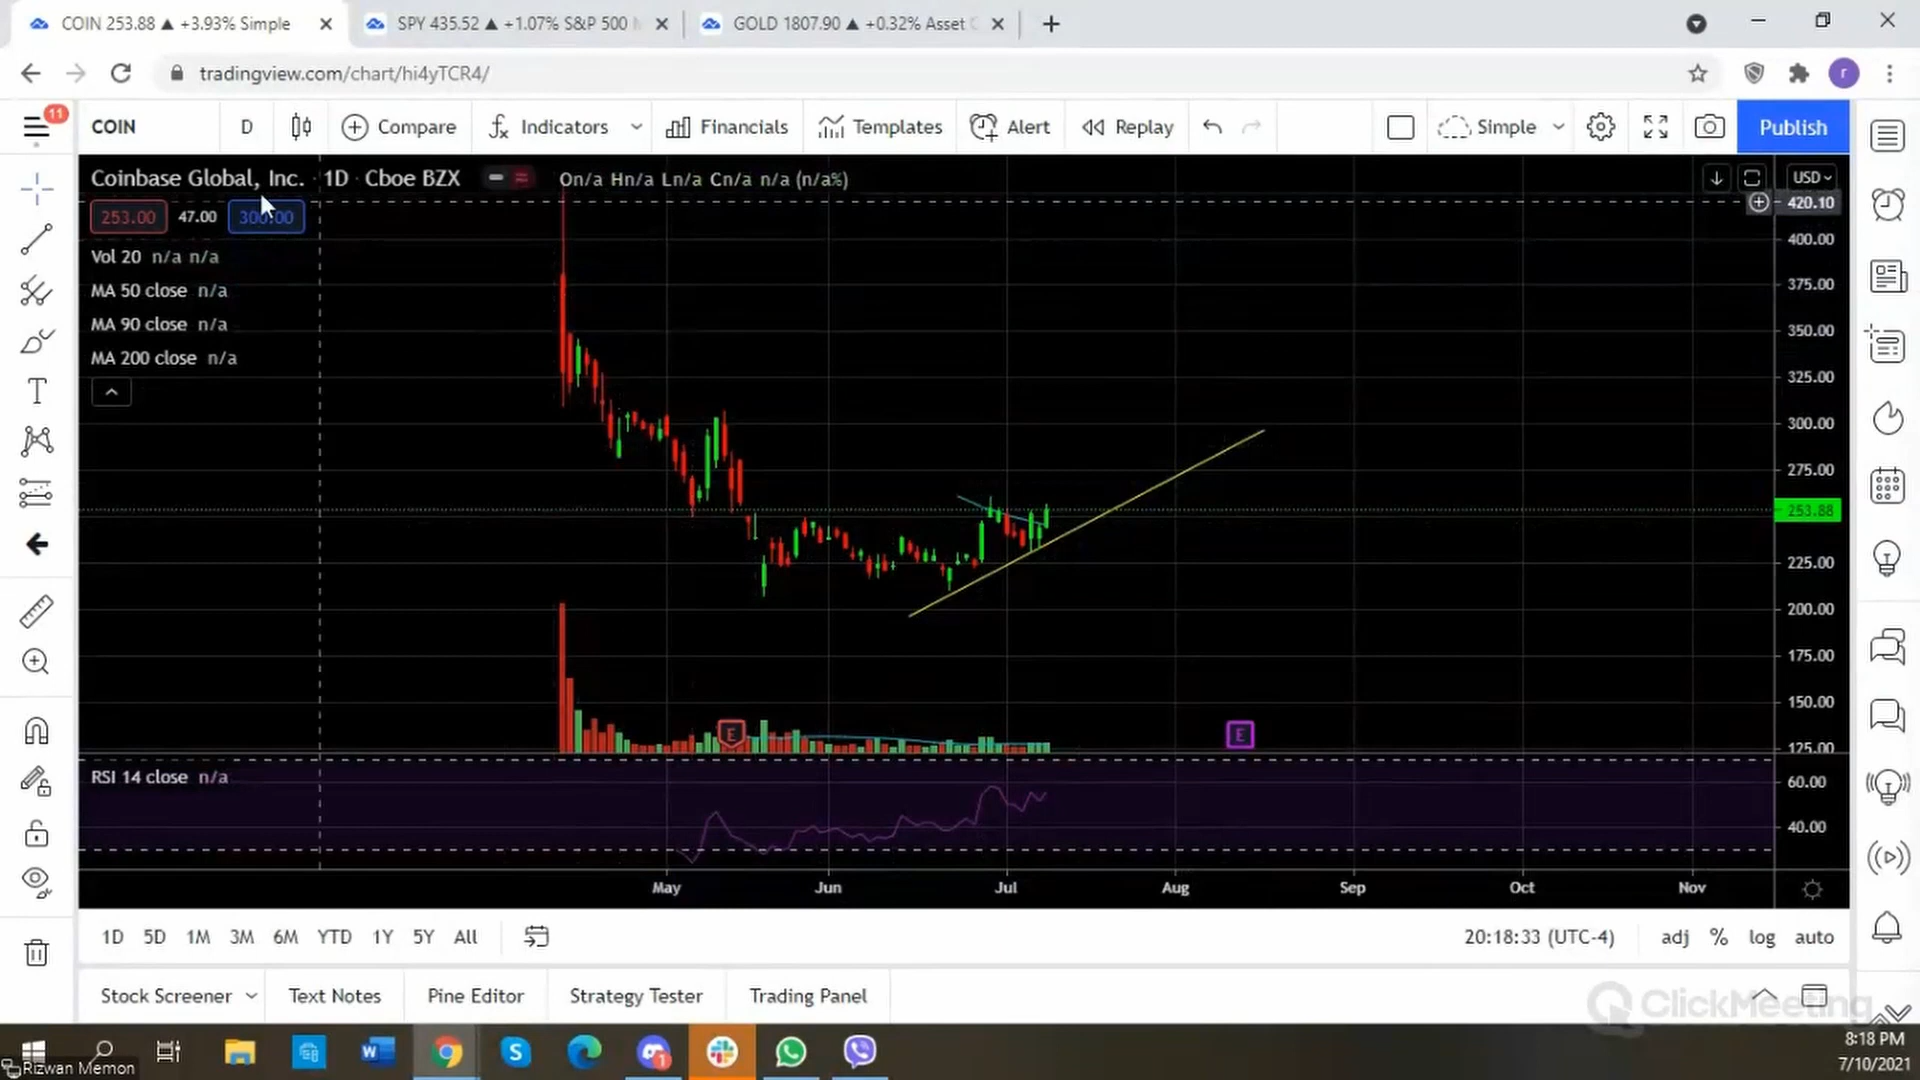 COIN 253.88 ▲ +3.93% Simple
SPY 435.52 ▲ +1.07% S&P 500
GOLD 1807.90 ▲ +0.32% Asset
tradingview.com/chart/hi4yTCR4/
r
11
COIN D Compare Indicators Financials Templates Alert Replay Simple Publish
Coinbase Global, Inc. · 1D · Cboe BZX On/a Hn/a Ln/a Cn/a n/a (n/a%)
USD
253.00 47.00 300.00
420.10
Vol 20 n/a n/a
MA 50 close n/a
MA 90 close n/a
MA 200 close n/a
400.00
375.00
350.00
325.00
300.00
275.00
253.88
225.00
200.00
175.00
150.00
125.00
E
E
RSI 14 close n/a
60.00
40.00
May Jun Jul Aug Sep Oct Nov
1D 5D 1M 3M 6M YTD 1Y 5Y All
20:18:33 (UTC-4) adj % log auto
Stock Screener Text Notes Pine Editor Strategy Tester Trading Panel
ClickMeeting
W
S
1
8:18 PM
7/10/2021
Rizwan Memon